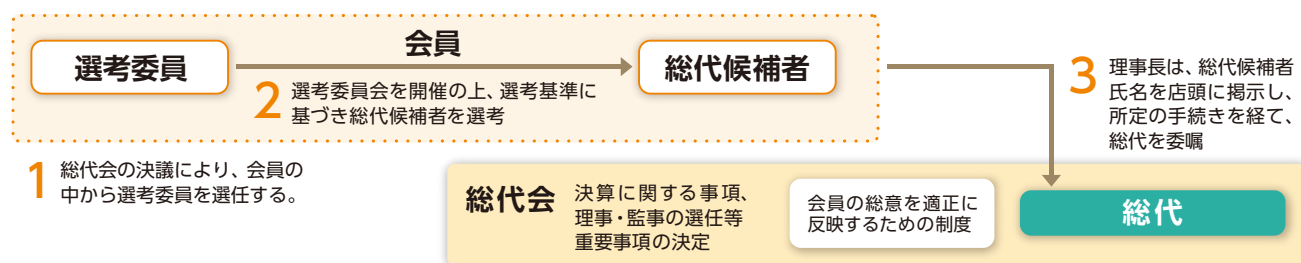 会員
選考委員
総代候補者
2
選考委員会を開催の上、選考基準に
基づき総代候補者を選考
3
理事長は、総代候補者
氏名を店頭に掲示し、
所定の手続きを経て、
総代を委嘱
1
総代会の決議により、会員の
中から選考委員を選任する。
総代会
決算に関する事項、
理事・監事の選任等
重要事項の決定
会員の総意を適正に
反映するための制度
総代